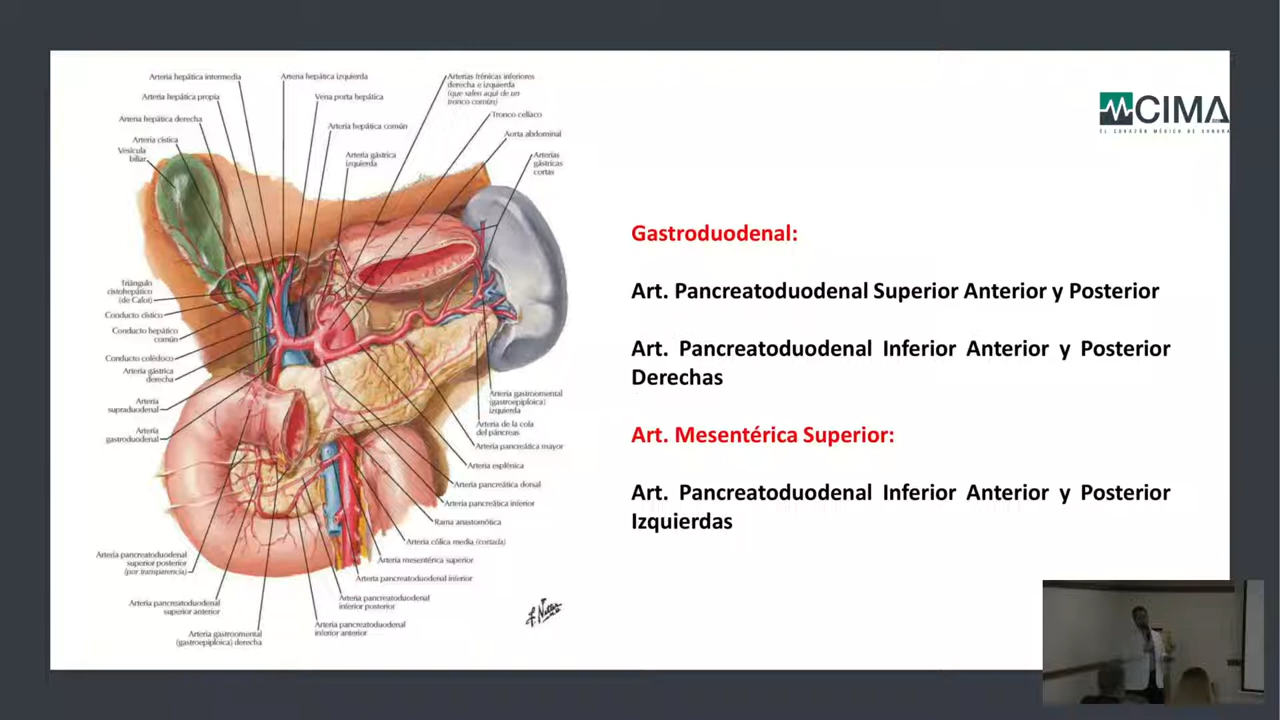 Arteria hepática intermedia
Arteria hepática izquierda
Arterias frénicas inferiores
derecha e izquierda
(que salen aquí de un
tronco común)
Arteria hepática propia
Vena porta hepática
Arteria hepática derecha
Arteria hepática común
Tronco celíaco
Arteria cística
Aorta abdominal
Vesícula
biliar
Arteria gástrica
izquierda
Arterias
gástricas
cortas
CIMA
EL CORAZÓN MÉDICO DE SONORA
Triángulo
cistohepático
(de Calot)
Conducto cístico
Conducto hepático
común
Conducto colédoco
Arteria gástrica
derecha
Arteria
supraduodenal
Arteria
gastroduodenal
Arteria gastroomental
(gastroepiploica)
izquierda
Arteria de la cola
del páncreas
Arteria pancreática mayor
Arteria esplénica
Arteria pancreática dorsal
Arteria pancreática inferior
Rama anastomótica
Arteria cólica media (cortada)
Arteria mesentérica superior
Arteria pancreatoduodenal inferior
Arteria pancreatoduodenal
inferior posterior
Arteria pancreatoduodenal
inferior anterior
Arteria pancreatoduodenal
superior posterior
(por transparencia)
Arteria pancreatoduodenal
superior anterior
Arteria gastroomental
(gastroepiploica) derecha
F. Netter
Gastroduodenal:
Art. Pancreatoduodenal Superior Anterior y Posterior
Art. Pancreatoduodenal Inferior Anterior y Posterior
Derechas
Art. Mesentérica Superior:
Art. Pancreatoduodenal Inferior Anterior y Posterior
Izquierdas